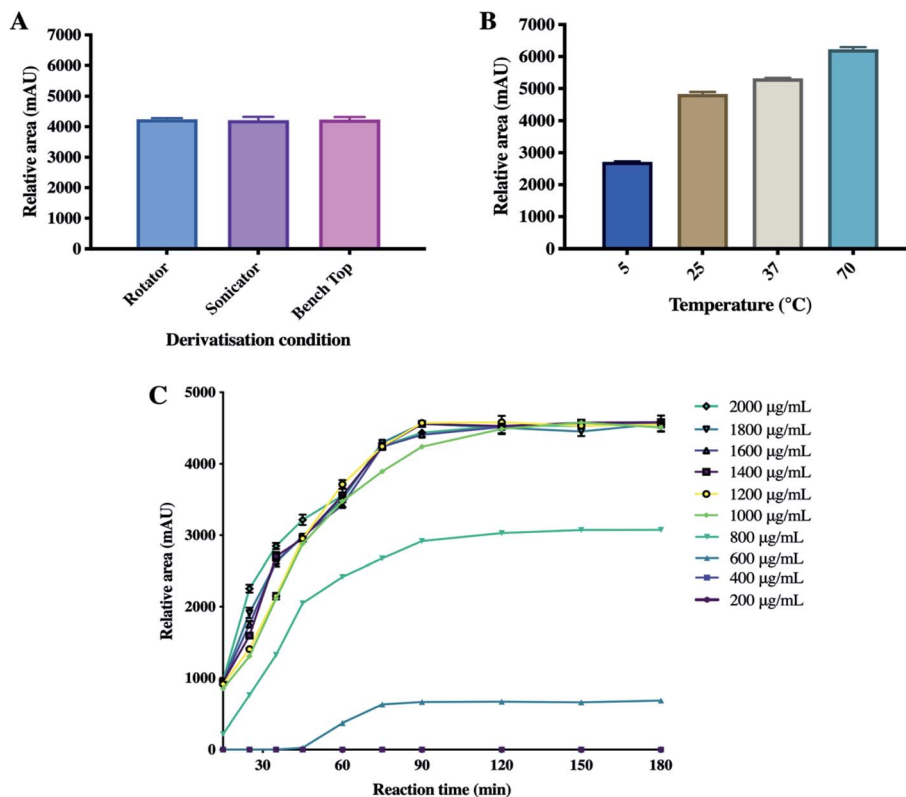 A
7000
6000
5000
4000
3000
2000
1000
0
Relative area (mAU)
Rotator
Sonicator
Bench Top
Derivatisation condition
B
7000
6000
5000
4000
3000
2000
1000
0
Relative area (mAU)
5
25
37
70
Temperature (°C)
C
5000
4000
3000
2000
1000
0
Relative area (mAU)
30
60
90
120
150
180
Reaction time (min)
2000 µg/mL
1800 µg/mL
1600 µg/mL
1400 µg/mL
1200 µg/mL
1000 µg/mL
800 µg/mL
600 µg/mL
400 µg/mL
200 µg/mL